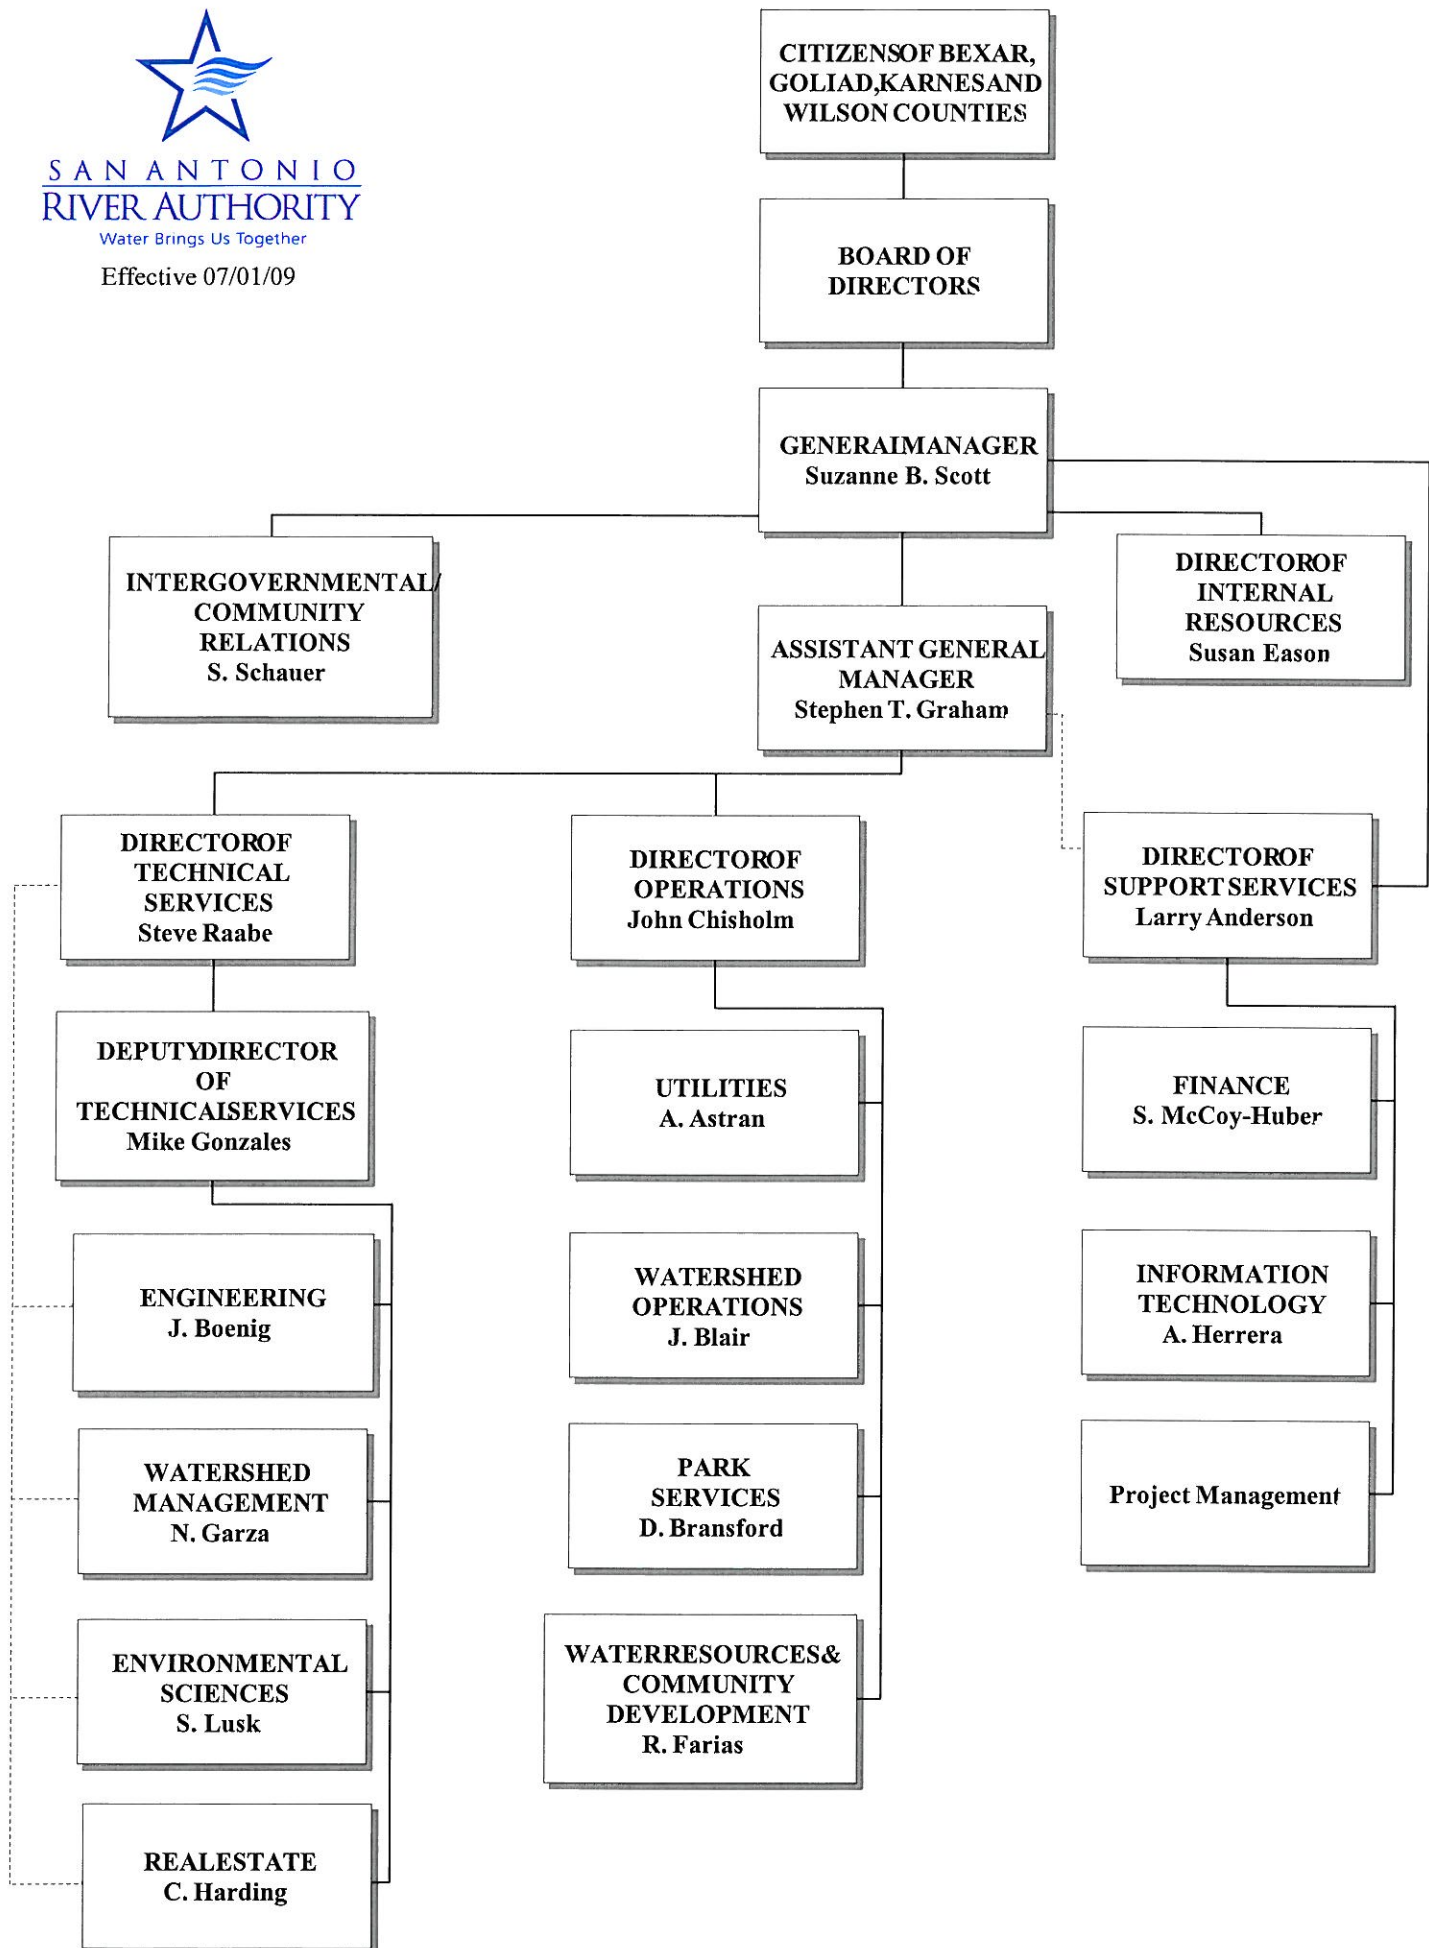 SAN ANTONIO
RIVER AUTHORITY
Water Brings Us Together
Effective 07/01/09
CITIZENSOF BEXAR,
GOLIAD,KARNESAND
WILSON COUNTIES
BOARD OF
DIRECTORS
GENERALMANAGER
Suzanne B. Scott
INTERGOVERNMENTAL/
COMMUNITY
RELATIONS
S. Schauer
ASSISTANT GENERAL
MANAGER
Stephen T. Graham
DIRECTOROF
INTERNAL
RESOURCES
Susan Eason
DIRECTOROF
TECHNICAL
SERVICES
Steve Raabe
DIRECTOROF
OPERATIONS
John Chisholm
DIRECTOROF
SUPPORTSERVICES
Larry Anderson
DEPUTYDIRECTOR
OF
TECHNICALSERVICES
Mike Gonzales
UTILITIES
A. Astran
FINANCE
S. McCoy-Huber
ENGINEERING
J. Boenig
WATERSHED
OPERATIONS
J. Blair
INFORMATION
TECHNOLOGY
A. Herrera
WATERSHED
MANAGEMENT
N. Garza
PARK
SERVICES
D. Bransford
Project Management
ENVIRONMENTAL
SCIENCES
S. Lusk
WATERRESOURCES&
COMMUNITY
DEVELOPMENT
R. Farias
REALESTATE
C. Harding